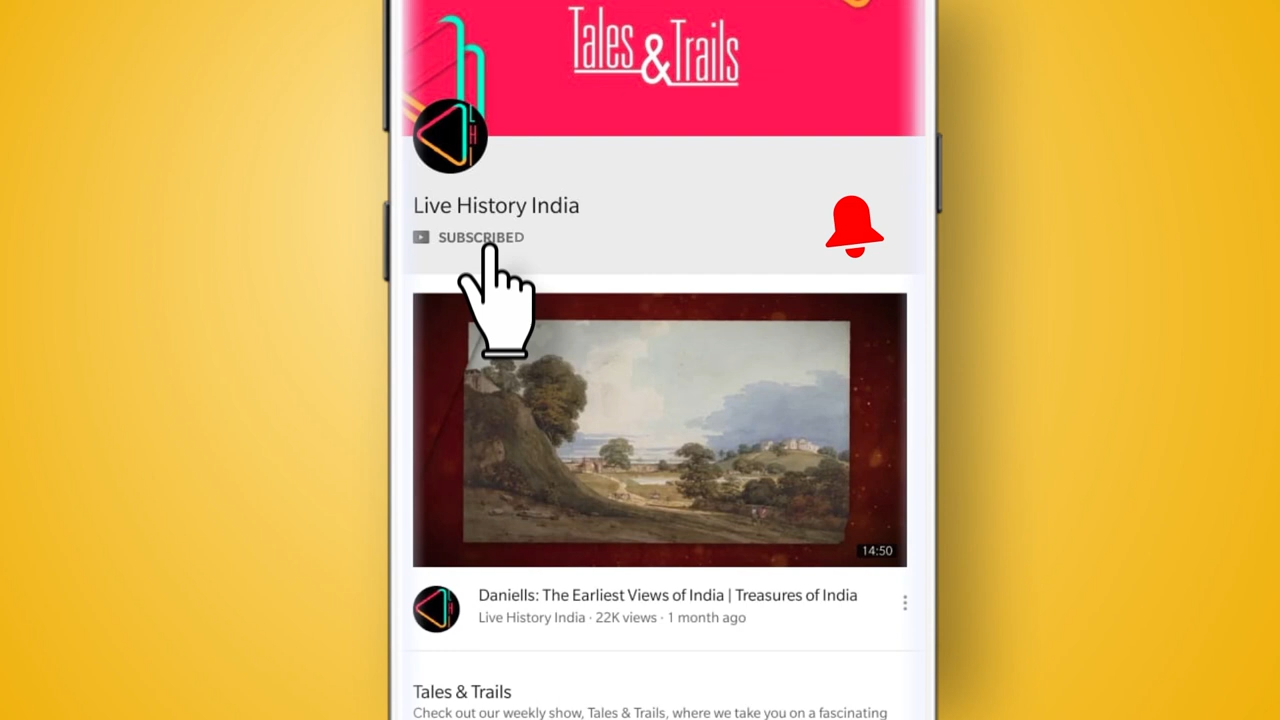 Tales & Trails
LHI
Live History India
SUBSCRIBED
14:50
Daniells: The Earliest Views of India | Treasures of India
LHI
Live History India · 22K views · 1 month ago
Tales & Trails
Check out our weekly show, Tales & Trails, where we take you on a fascinating